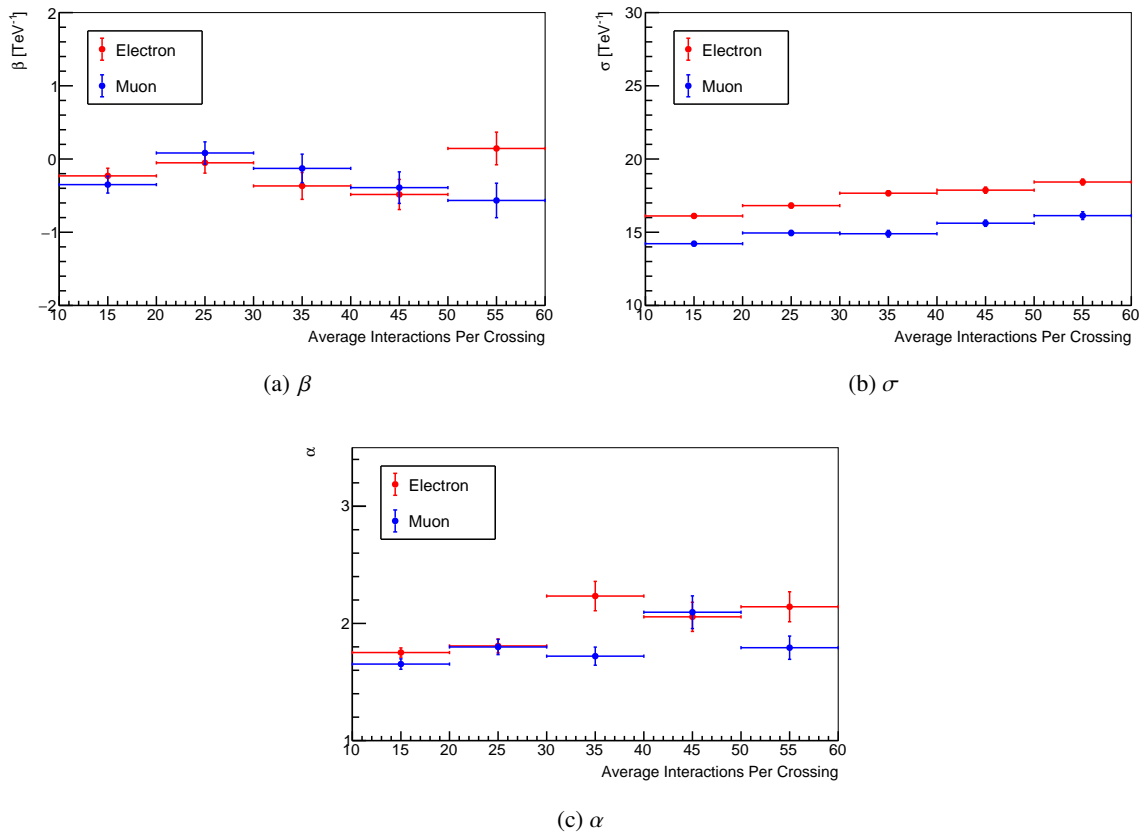 β [TeV⁻¹]
2
1
0
−1
−2
Electron
Muon
10 15 20 25 30 35 40 45 50 55 60
Average Interactions Per Crossing
(a) β
σ [TeV⁻¹]
30
25
20
15
10
Electron
Muon
10 15 20 25 30 35 40 45 50 55 60
Average Interactions Per Crossing
(b) σ
α
3
2
1
Electron
Muon
10 15 20 25 30 35 40 45 50 55 60
Average Interactions Per Crossing
(c) α